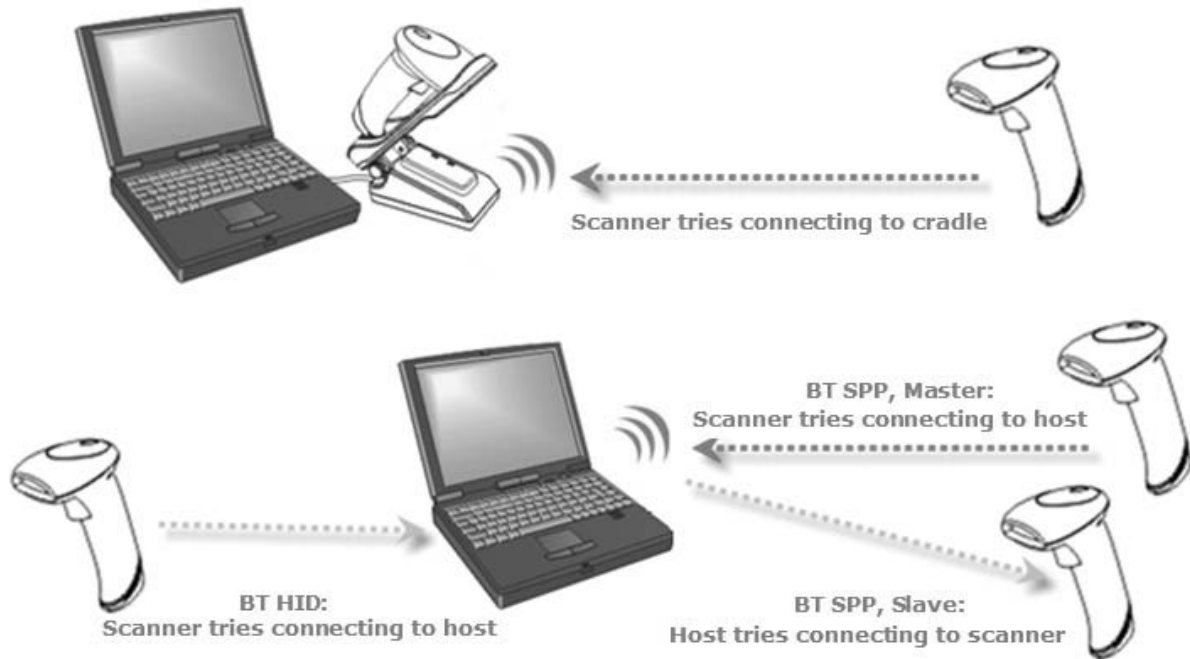 Scanner tries connecting to cradle
BT SPP, Master:
Scanner tries connecting to host
BT HID:
Scanner tries connecting to host
BT SPP, Slave:
Host tries connecting to scanner